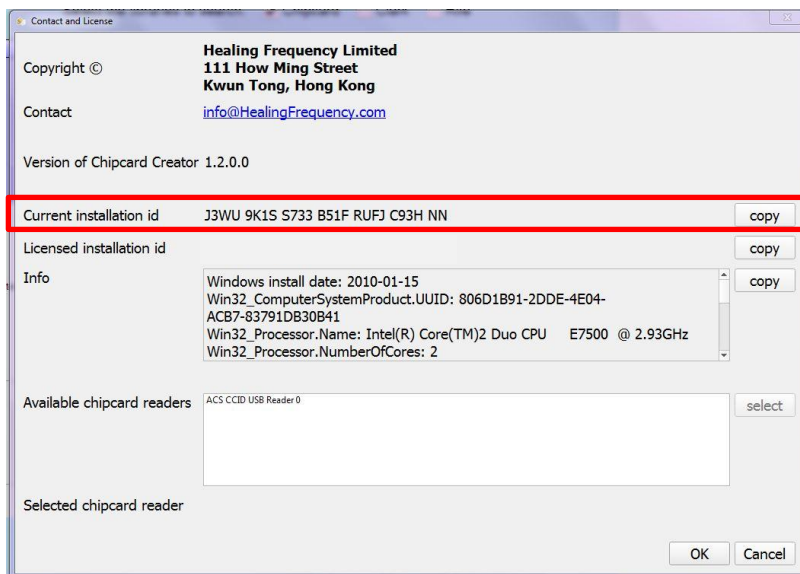 Contact and License
Copyright ©
Healing Frequency Limited
111 How Ming Street
Kwun Tong, Hong Kong
Contact
info@HealingFrequency.com
Version of Chipcard Creator 1.2.0.0
Current installation id J3WU 9K1S S733 B51F RUFJ C93H NN copy
Licensed installation id copy
Info
Windows install date: 2010-01-15
Win32_ComputerSystemProduct.UUID: 806D1B91-2DDE-4E04-
ACB7-83791DB30B41
Win32_Processor.Name: Intel(R) Core(TM)2 Duo CPU E7500 @ 2.93GHz
Win32_Processor.NumberOfCores: 2
copy
Available chipcard readers
ACS CCID USB Reader 0
select
Selected chipcard reader
OK Cancel